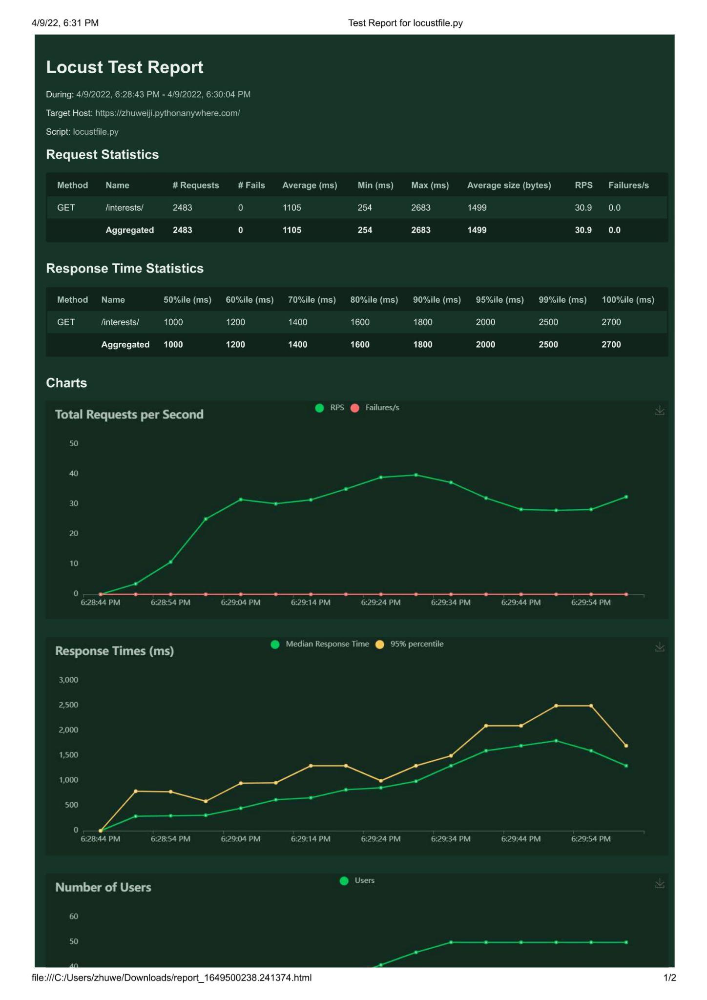 4/9/22, 6:31 PM Test Report for locustfile.py
Locust Test Report
During: 4/9/2022, 6:28:43 PM - 4/9/2022, 6:30:04 PM
Target Host: https://zhuweiji.pythonanywhere.com/
Script: locustfile.py
Request Statistics
Method Name # Requests # Fails Average (ms) Min (ms) Max (ms) Average size (bytes) RPS Failures/s
GET /interests/ 2483 0 1105 254 2683 1499 30.9 0.0
Aggregated 2483 0 1105 254 2683 1499 30.9 0.0
Response Time Statistics
Method Name 50%ile (ms) 60%ile (ms) 70%ile (ms) 80%ile (ms) 90%ile (ms) 95%ile (ms) 99%ile (ms) 100%ile (ms)
GET /interests/ 1000 1200 1400 1600 1800 2000 2500 2700
Aggregated 1000 1200 1400 1600 1800 2000 2500 2700
Charts
RPS Failures/s
Total Requests per Second
50
40
30
20
10
0
6:28:44 PM 6:28:54 PM 6:29:04 PM 6:29:14 PM 6:29:24 PM 6:29:34 PM 6:29:44 PM 6:29:54 PM
Median Response Time 95% percentile
Response Times (ms)
3,000
2,500
2,000
1,500
1,000
500
0
6:28:44 PM 6:28:54 PM 6:29:04 PM 6:29:14 PM 6:29:24 PM 6:29:34 PM 6:29:44 PM 6:29:54 PM
Users
Number of Users
60
50
40
file:///C:/Users/zhuwe/Downloads/report_1649500238.241374.html 1/2